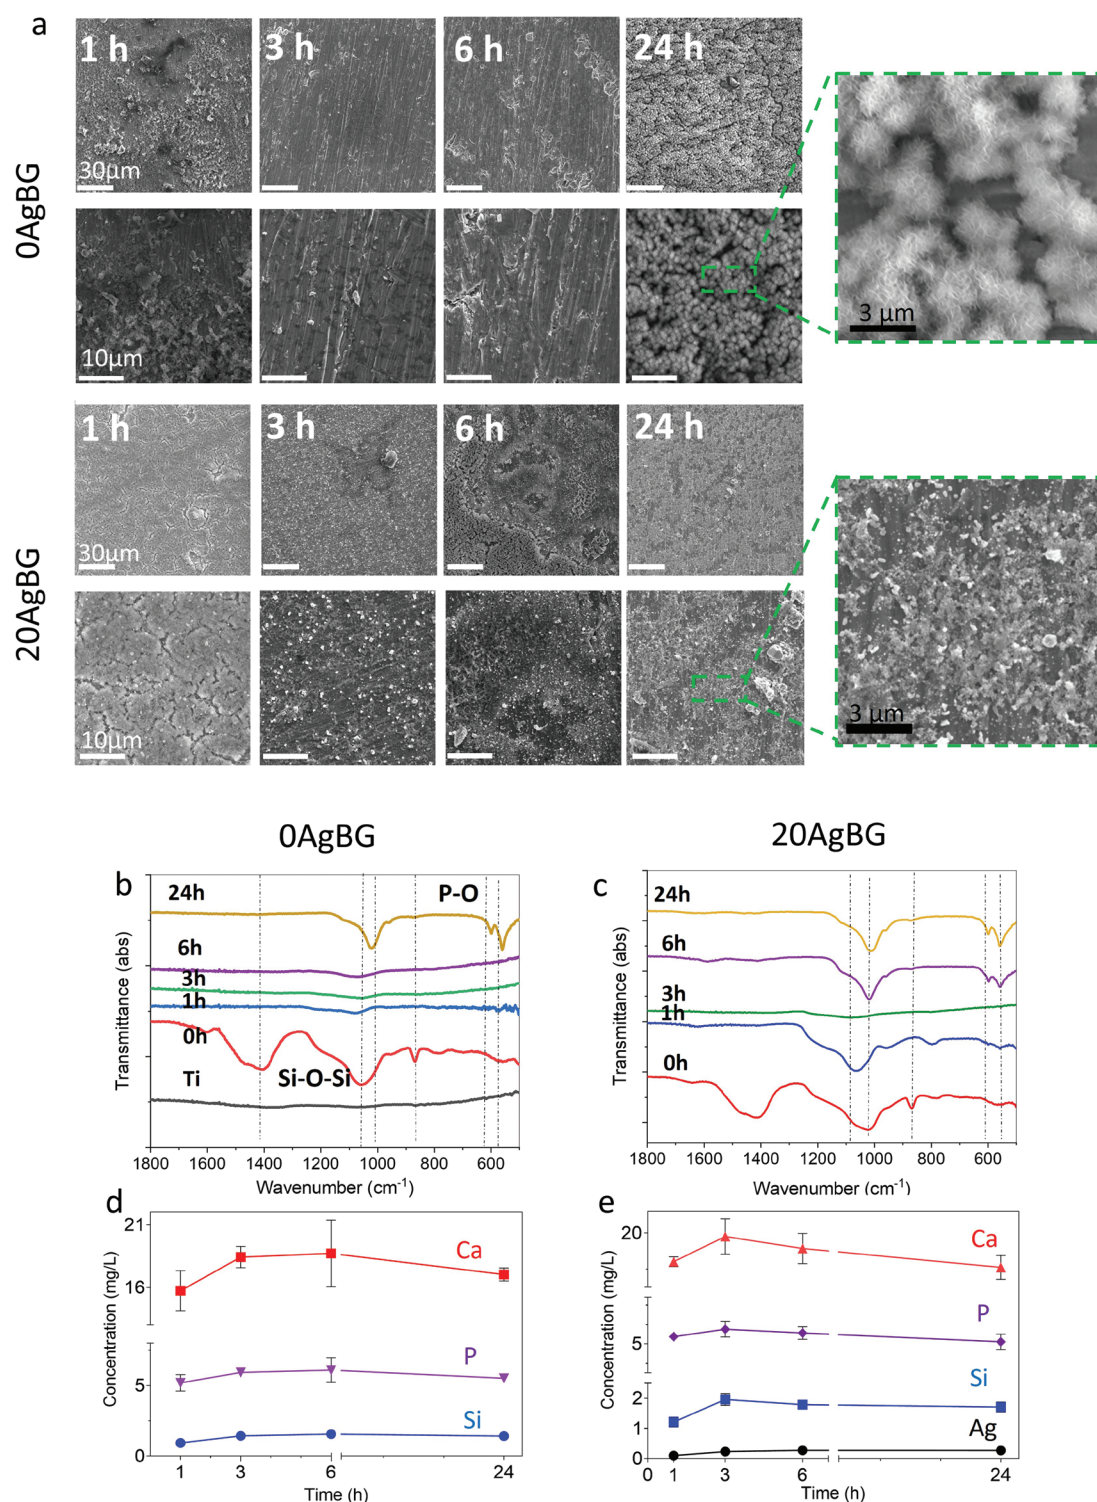 a
0AgBG
1 h
3 h
6 h
24 h
30µm
10µm
3 µm
20AgBG
1 h
3 h
6 h
24 h
30µm
10µm
3 µm
0AgBG
20AgBG
b
24h
P-O
6h
3h
1h
0h
Ti
Si-O-Si
Transmittance (abs)
1800 1600 1400 1200 1000 800 600
Wavenumber (cm⁻¹)
c
24h
6h
3h
1h
0h
Transmittance (abs)
1800 1600 1400 1200 1000 800 600
Wavenumber (cm⁻¹)
d
21
16
5
0
Ca
P
Si
Concentration (mg/L)
1 3 6 24
Time (h)
e
20
5
2
1
0
Ca
P
Si
Ag
Concentration (mg/L)
0 1 3 6 24
Time (h)